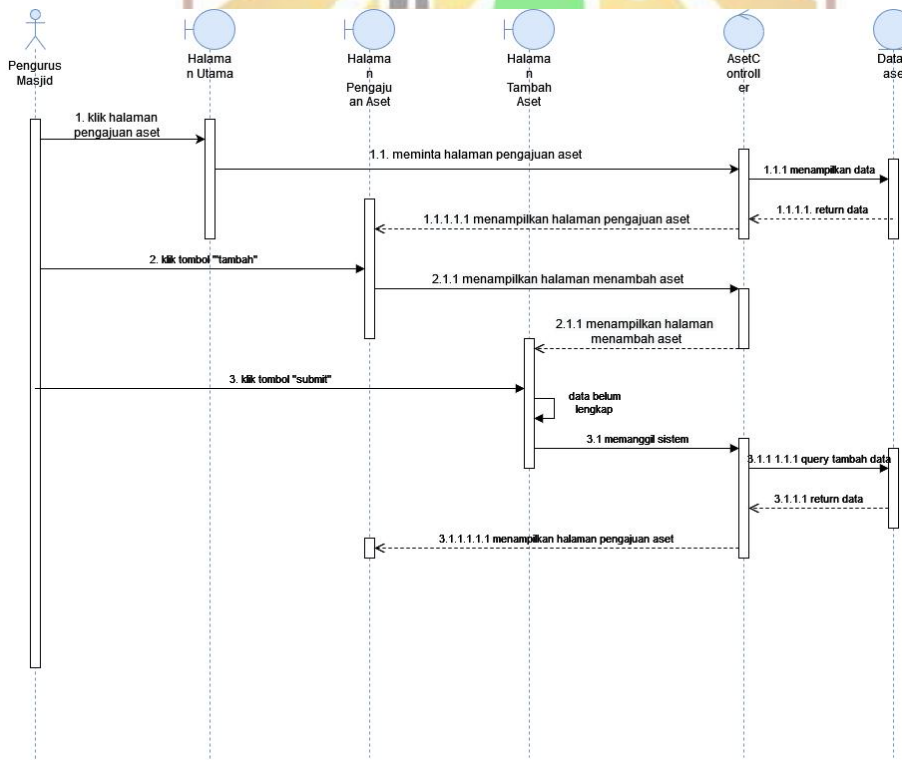 Pengurus
Masjid
Halama
n Utama
Halama
n
Pengaju
an Aset
Halama
n
Tambah
Aset
AsetC
ontroll
er
Data
ase
1. klik halaman
pengajuan aset
1.1. meminta halaman pengajuan aset
1.1.1 menampilkan data
1.1.1.1. return data
1.1.1.1.1 menampilkan halaman pengajuan aset
2. klik tombol "'tambah"
2.1.1 menampilkan halaman menambah aset
2.1.1 menampilkan halaman
menambah aset
3. klik tombol "submit"
data belum
lengkap
3.1 memanggil sistem
3.1.1 1.1.1 query tambah data
3.1.1.1 return data
3.1.1.1.1.1 menampilkan halaman pengajuan aset